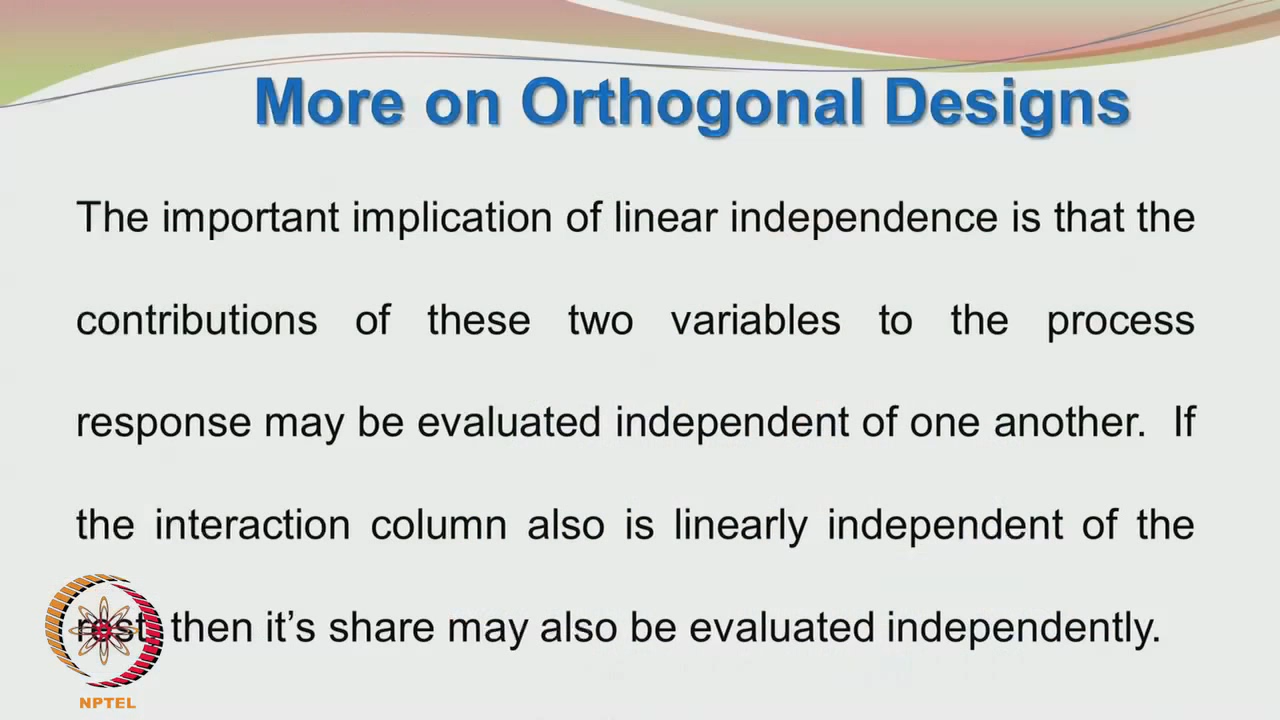 More on Orthogonal Designs
The important implication of linear independence is that the
contributions of these two variables to the process
response may be evaluated independent of one another. If
the interaction column also is linearly independent of the
then it's share may also be evaluated independently.
NPTEL